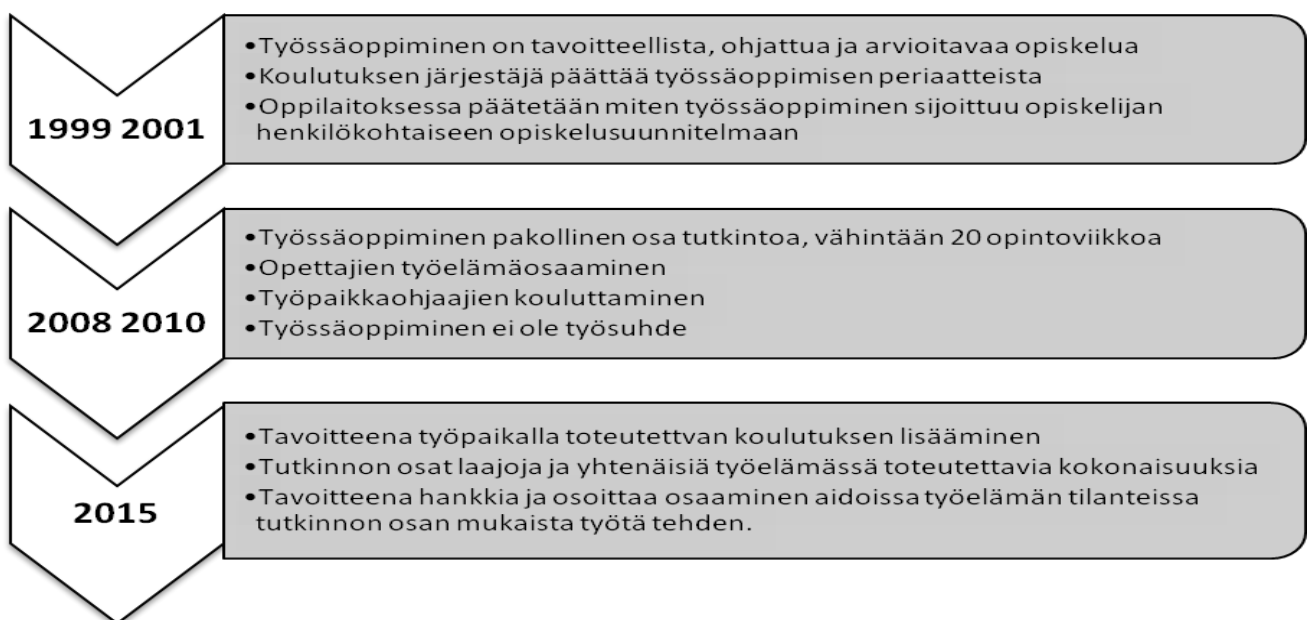 1999 2001
•Työssäoppiminen on tavoitteellista, ohjattua ja arvioitavaa opiskelua
•Koulutuksen järjestäjä päättää työssäoppimisen periaatteista
•Oppilaitoksessa päätetään miten työssäoppiminen sijoittuu opiskelijan
henkilökohtaiseen opiskelusuunnitelmaan
2008 2010
•Työssäoppiminen pakollinen osa tutkintoa, vähintään 20 opintoviikkoa
•Opettajien työelämäosaaminen
•Työpaikkaohjaajien kouluttaminen
•Työssäoppiminen ei ole työsuhde
2015
•Tavoitteena työpaikalla toteutettvan koulutuksen lisääminen
•Tutkinnon osat laajoja ja yhtenäisiä työelämässä toteutettavia kokonaisuuksia
•Tavoitteena hankkia ja osoittaa osaaminen aidoissa työelämän tilanteissa
tutkinnon osan mukaista työtä tehden.